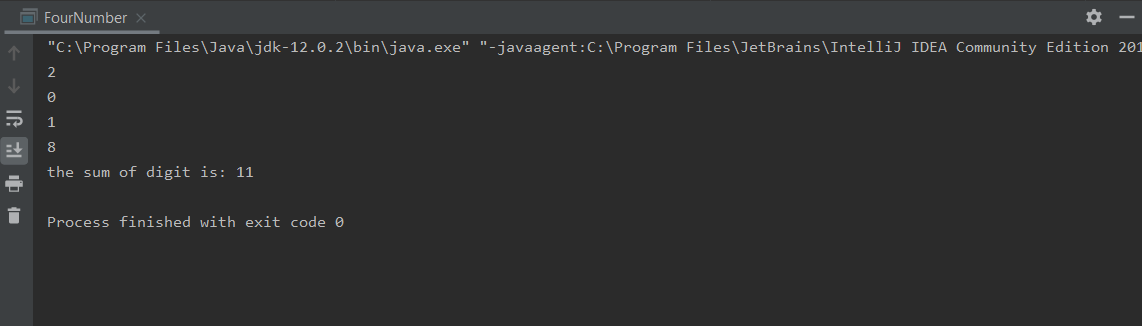 FourNumber
"C:\Program Files\Java\jdk-12.0.2\bin\java.exe" "-javaagent:C:\Program Files\JetBrains\IntelliJ IDEA Community Edition 201
2
0
1
8
the sum of digit is: 11
Process finished with exit code 0